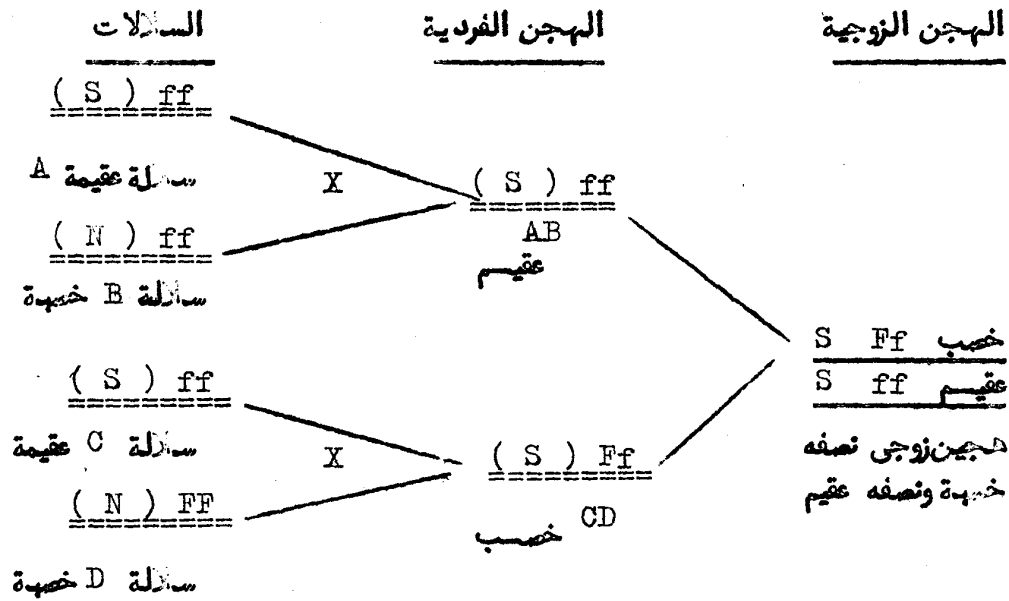 السلالات الهجن الفردية الهجن الزوجية
( S ) ff
سلالة عقيمة A
X
( S ) ff
( N ) ff
AB
عقيم
سلالة B خصبة
S Ff خصب
S ff عقيم
( S ) ff
سلالة C عقيمة
X
( S ) Ff
هجين زوجى نصفه
خصبة ونصفه عقيم
( N ) FF
CD
خصب
سلالة D خصبة